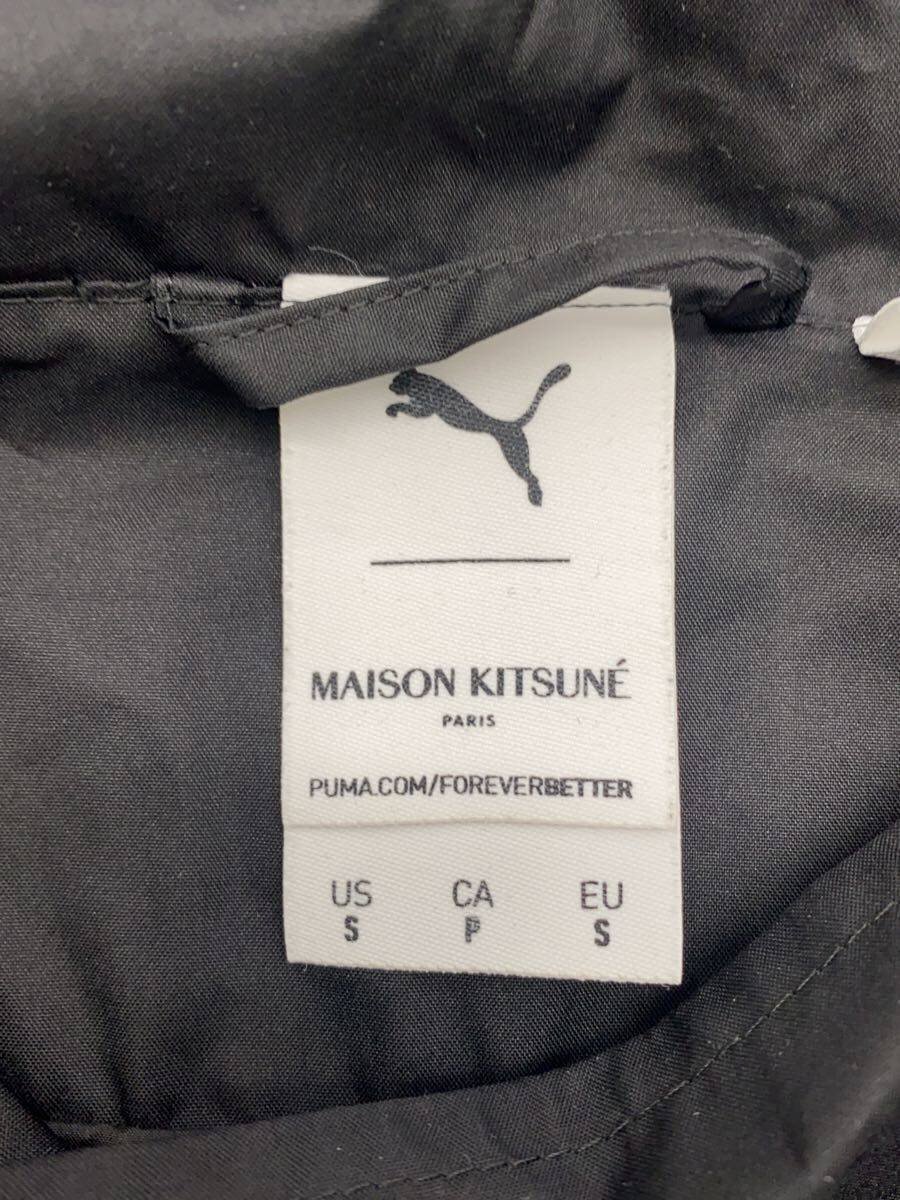 MAISON KITSUNÉ
PARIS
PUMA.COM/FOREVERBETTER
US CA EU
S P S